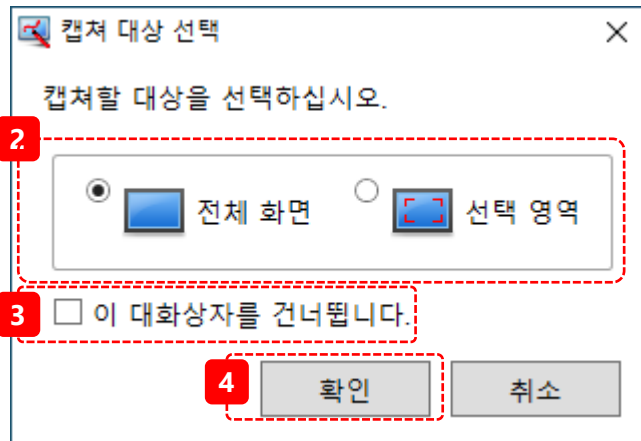 캡쳐 대상 선택
캡쳐할 대상을 선택하십시오.
2
전체 화면 선택 영역
3 이 대화상자를 건너뜁니다.
4 확인 취소